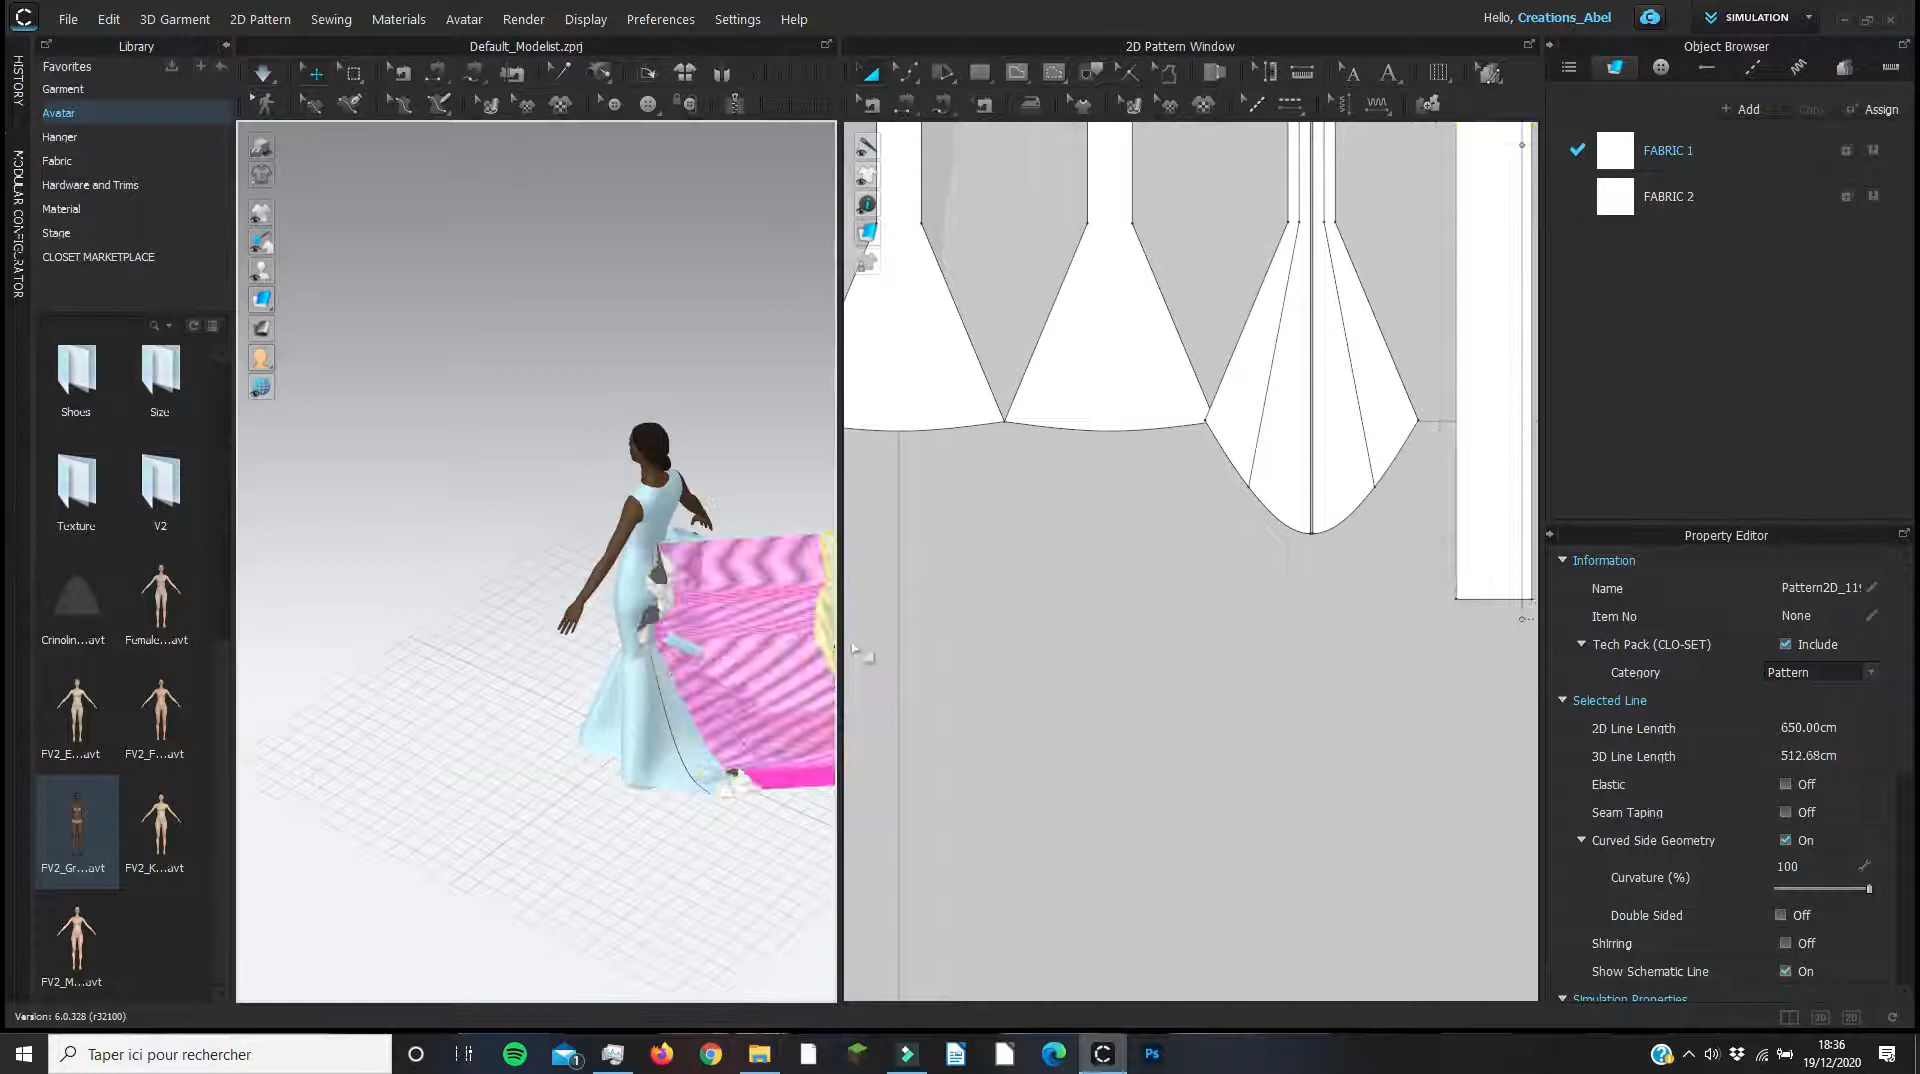 File Edit 3D Garment 2D Pattern Sewing Materials Avatar Render Display Preferences Settings Help
Hello, Creations_Abel
SIMULATION
HISTORY
MODULAR CONFIGURATOR
Library
Default_Modelist.zprj
2D Pattern Window
Object Browser
Favorites
Garment
Avatar
Hanger
Fabric
Hardware and Trims
Material
Stage
CLOSET MARKETPLACE
Add
Assign
FABRIC 1
FABRIC 2
Shoes
Size
Texture
V2
Crinolin...avt
Female...avt
FV2_E...avt
FV2_F...avt
FV2_Gr...avt
FV2_K...avt
FV2_M...avt
Property Editor
Information
Name Pattern2D_119
Item No None
Tech Pack (CLO-SET) Include
Category Pattern
Selected Line
2D Line Length 650.00cm
3D Line Length 512.68cm
Elastic Off
Seam Taping Off
Curved Side Geometry On
Curvature (%) 100
Double Sided Off
Shirring Off
Show Schematic Line On
Simulation Properties
Version: 6.0.328 (r32100)
3D
2D
Taper ici pour rechercher
1
Ps
18:36
19/12/2020